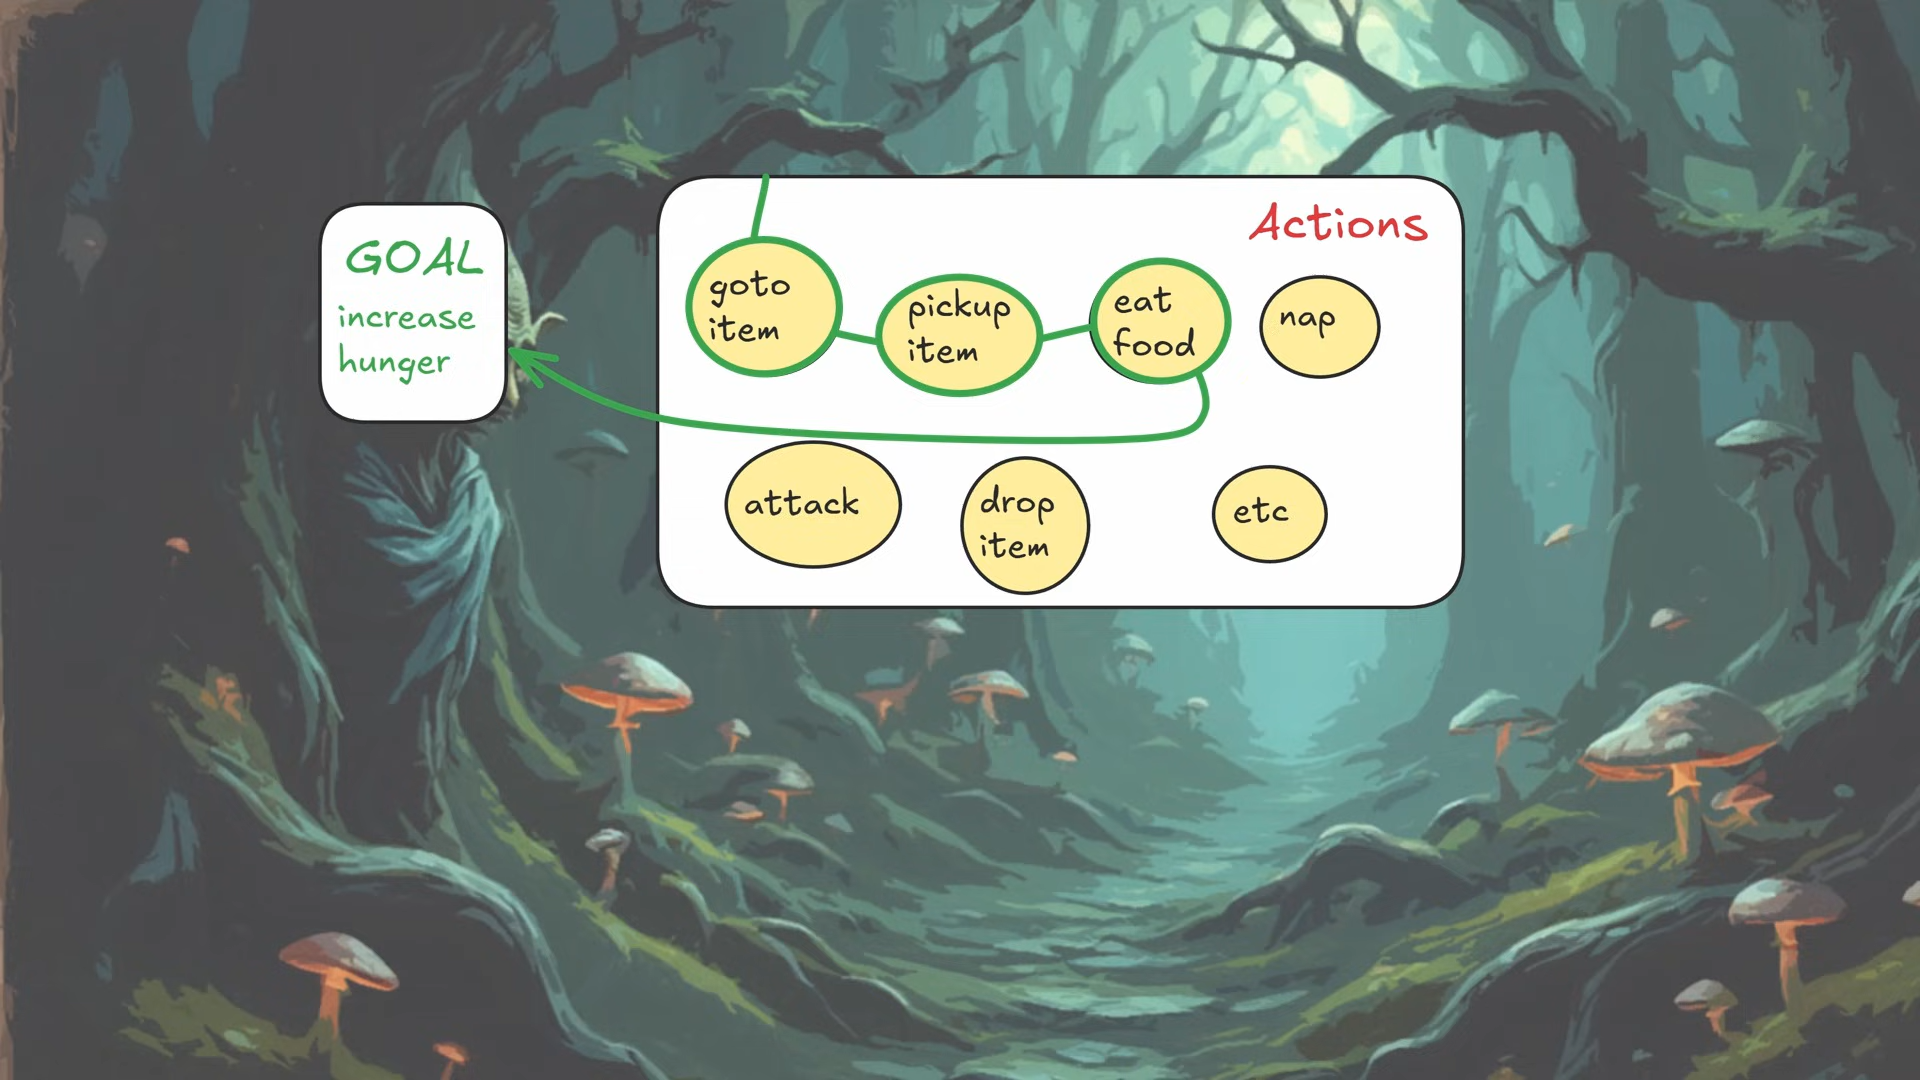 GOAL
increase
hunger
Actions
goto
item
pickup
item
eat
food
nap
attack
drop
item
etc